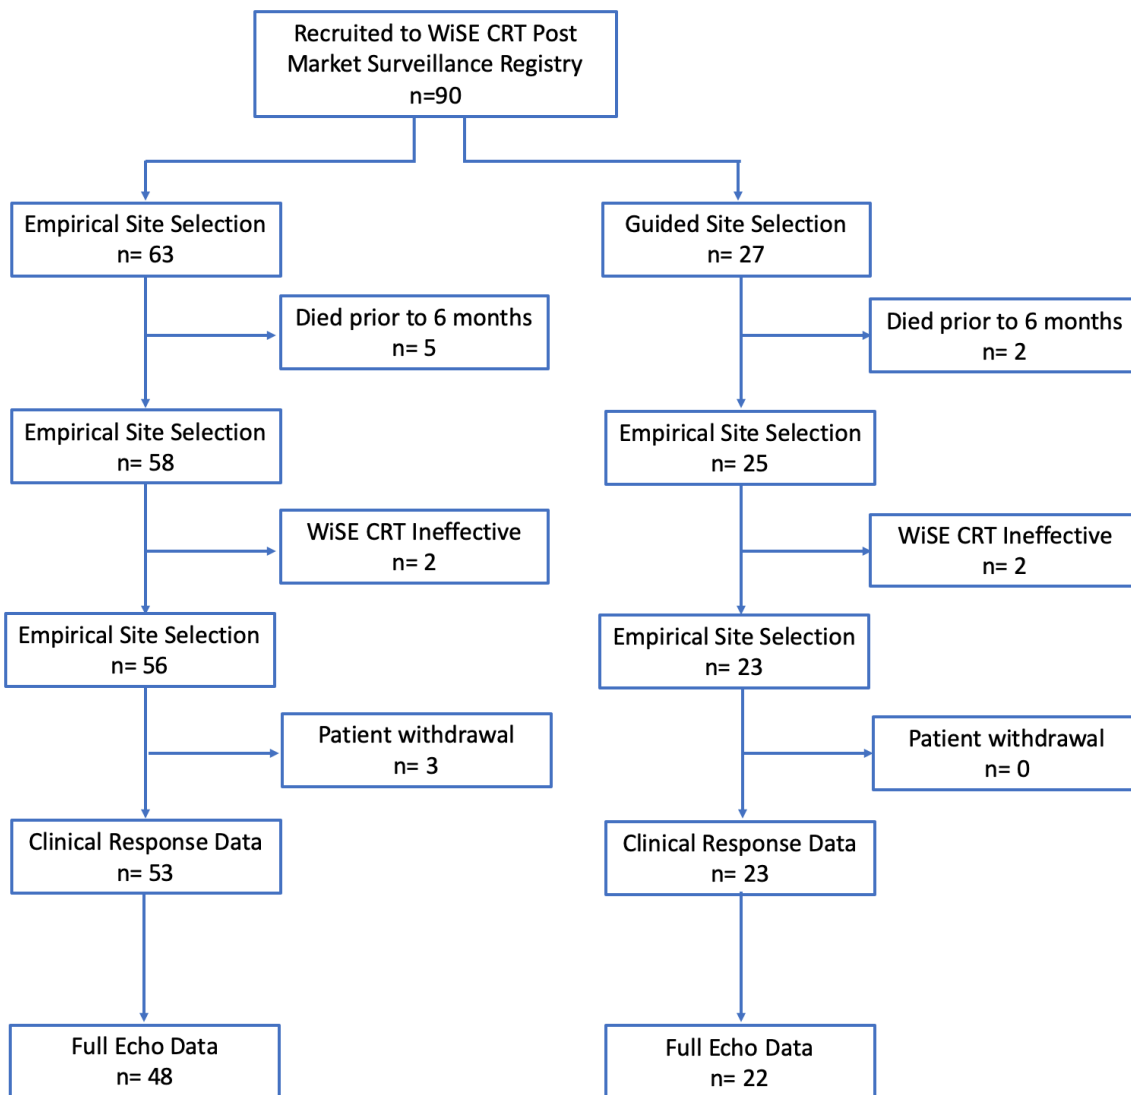 Recruited to WiSE CRT Post
Market Surveillance Registry
n=90
Empirical Site Selection
n= 63
Guided Site Selection
n= 27
Died prior to 6 months
n= 5
Died prior to 6 months
n= 2
Empirical Site Selection
n= 58
Empirical Site Selection
n= 25
WiSE CRT Ineffective
n= 2
WiSE CRT Ineffective
n= 2
Empirical Site Selection
n= 56
Empirical Site Selection
n= 23
Patient withdrawal
n= 3
Patient withdrawal
n= 0
Clinical Response Data
n= 53
Clinical Response Data
n= 23
Full Echo Data
n= 48
Full Echo Data
n= 22